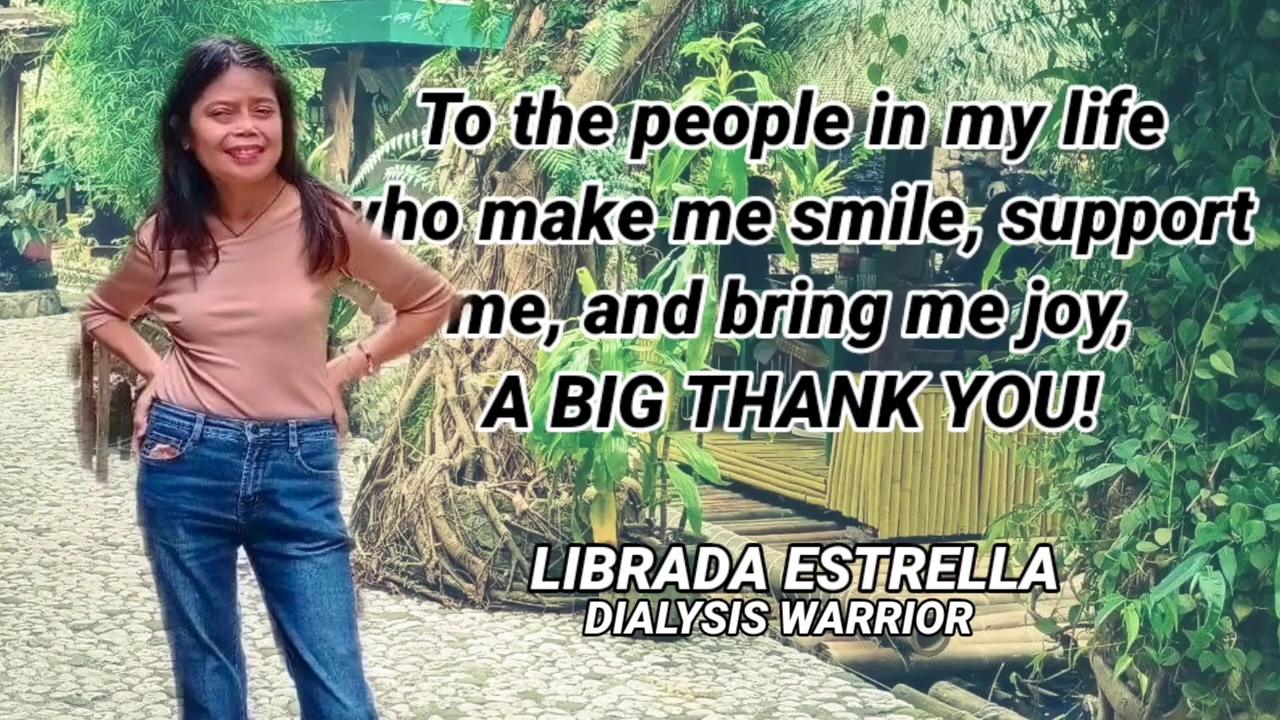 To the people in my life
who make me smile, support
me, and bring me joy,
A BIG THANK YOU!
LIBRADA ESTRELLA
DIALYSIS WARRIOR